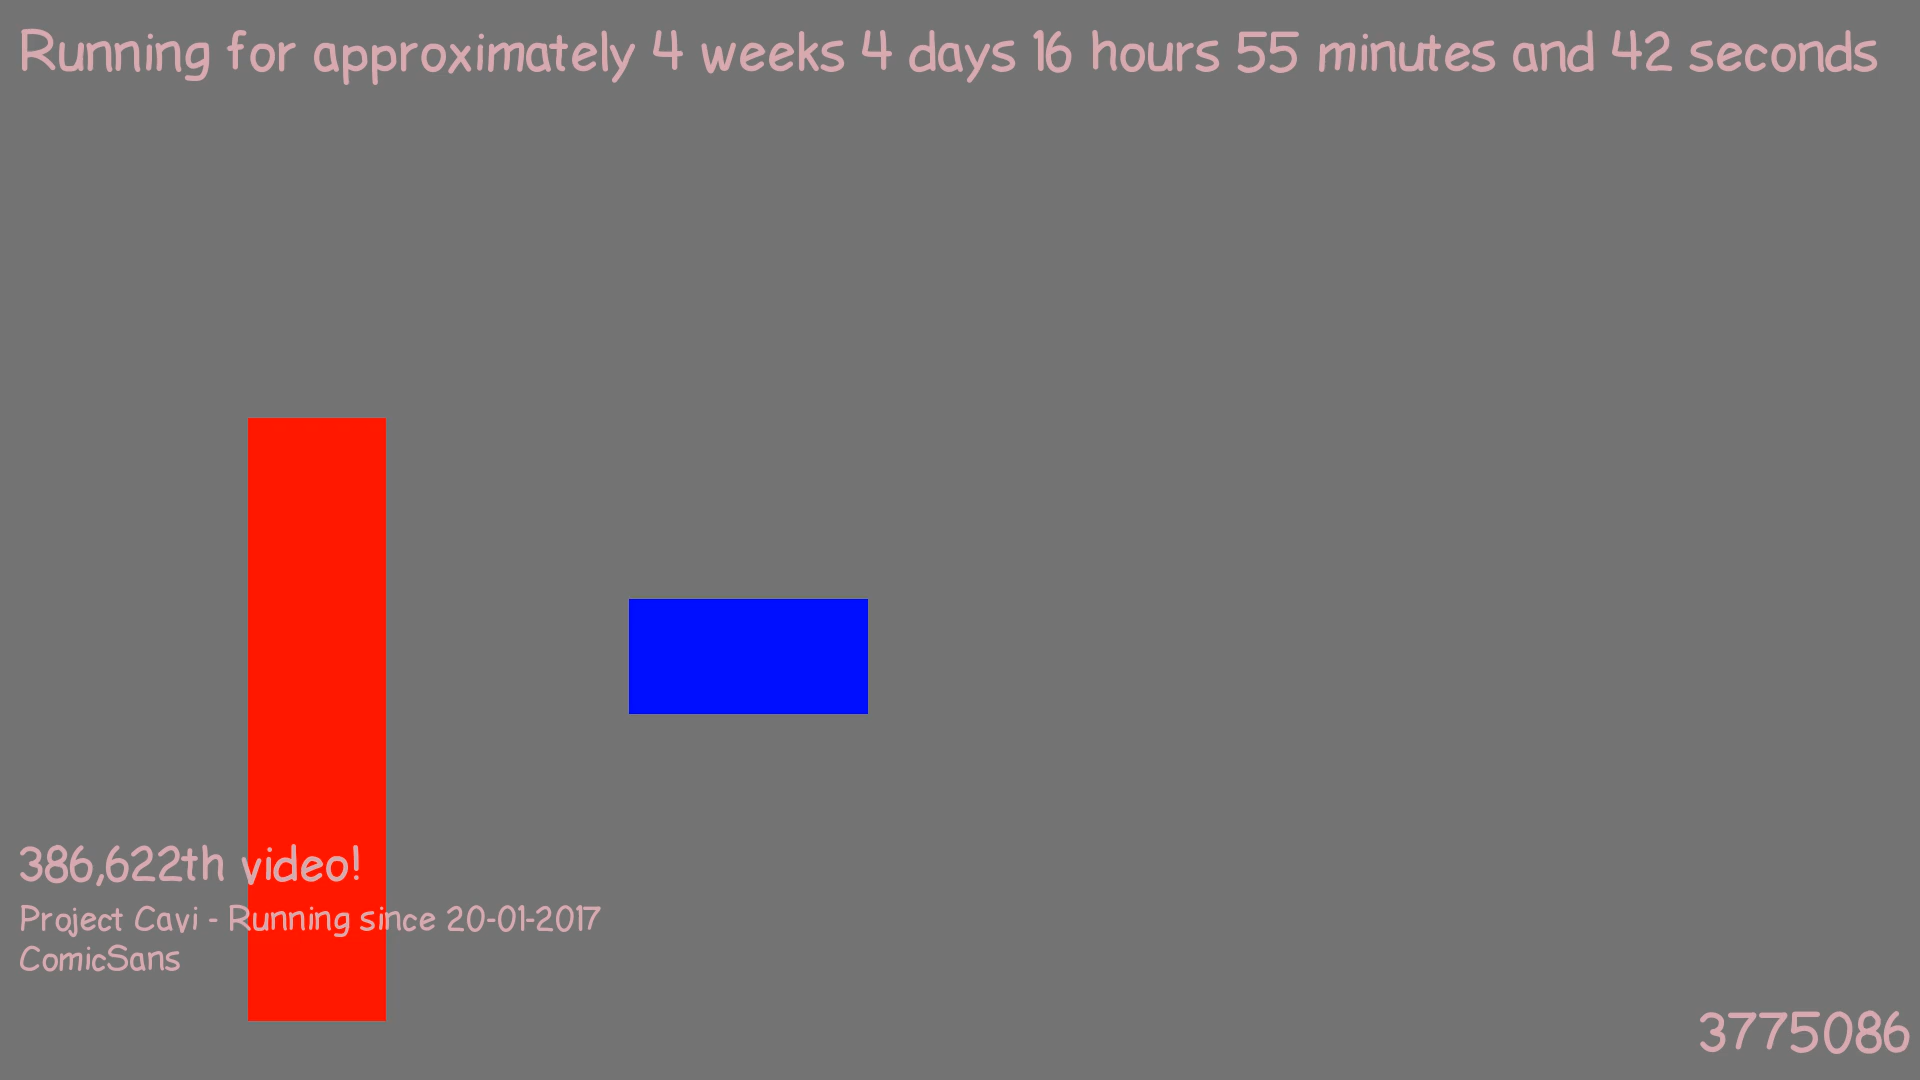 Running for approximately 4 weeks 4 days 16 hours 55 minutes and 42 seconds
386,622th video!
Project Cavi - Running since 20-01-2017
ComicSans
3775086